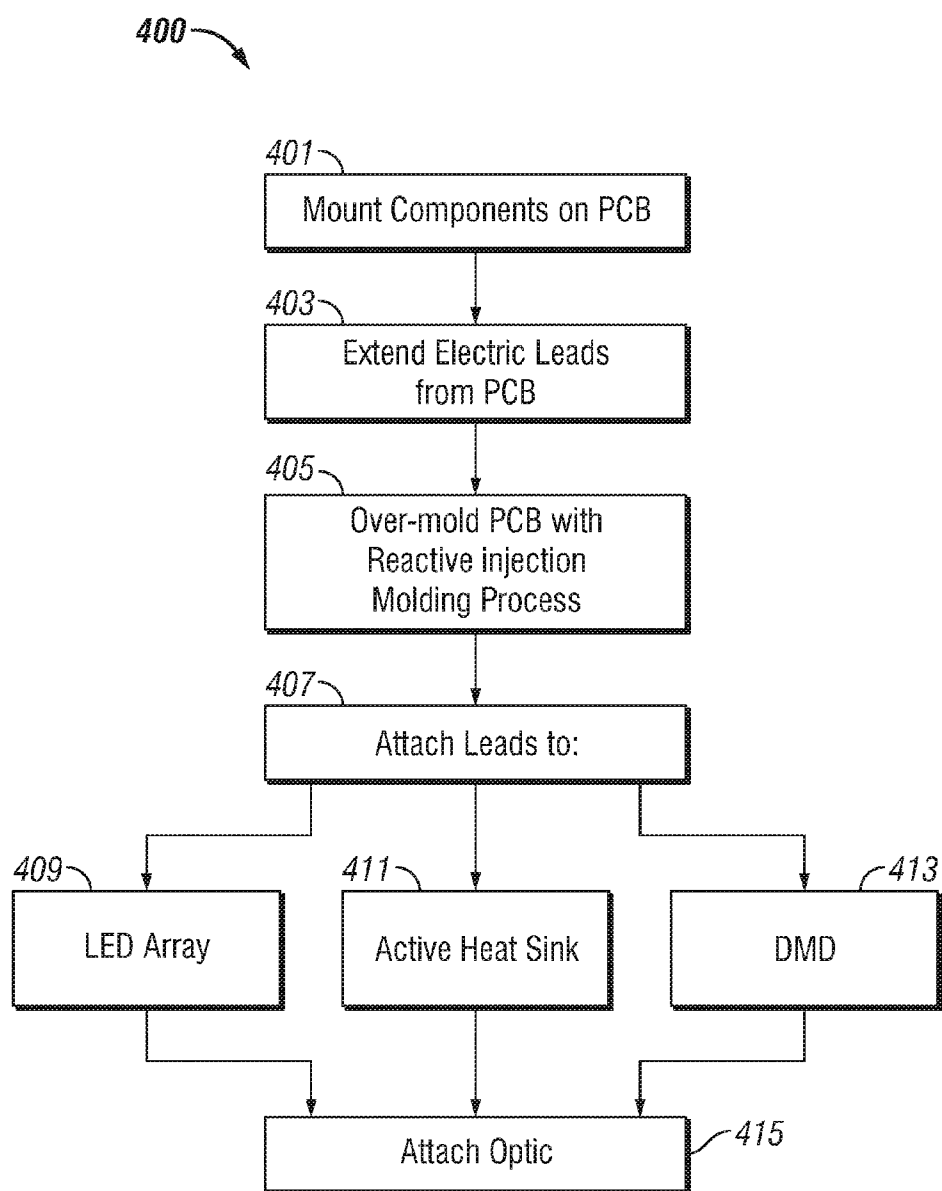 400
401
Mount Components on PCB
403
Extend Electric Leads
from PCB
405
Over-mold PCB with
Reactive injection
Molding Process
407
Attach Leads to:
409
LED Array
411
Active Heat Sink
413
DMD
Attach Optic
415